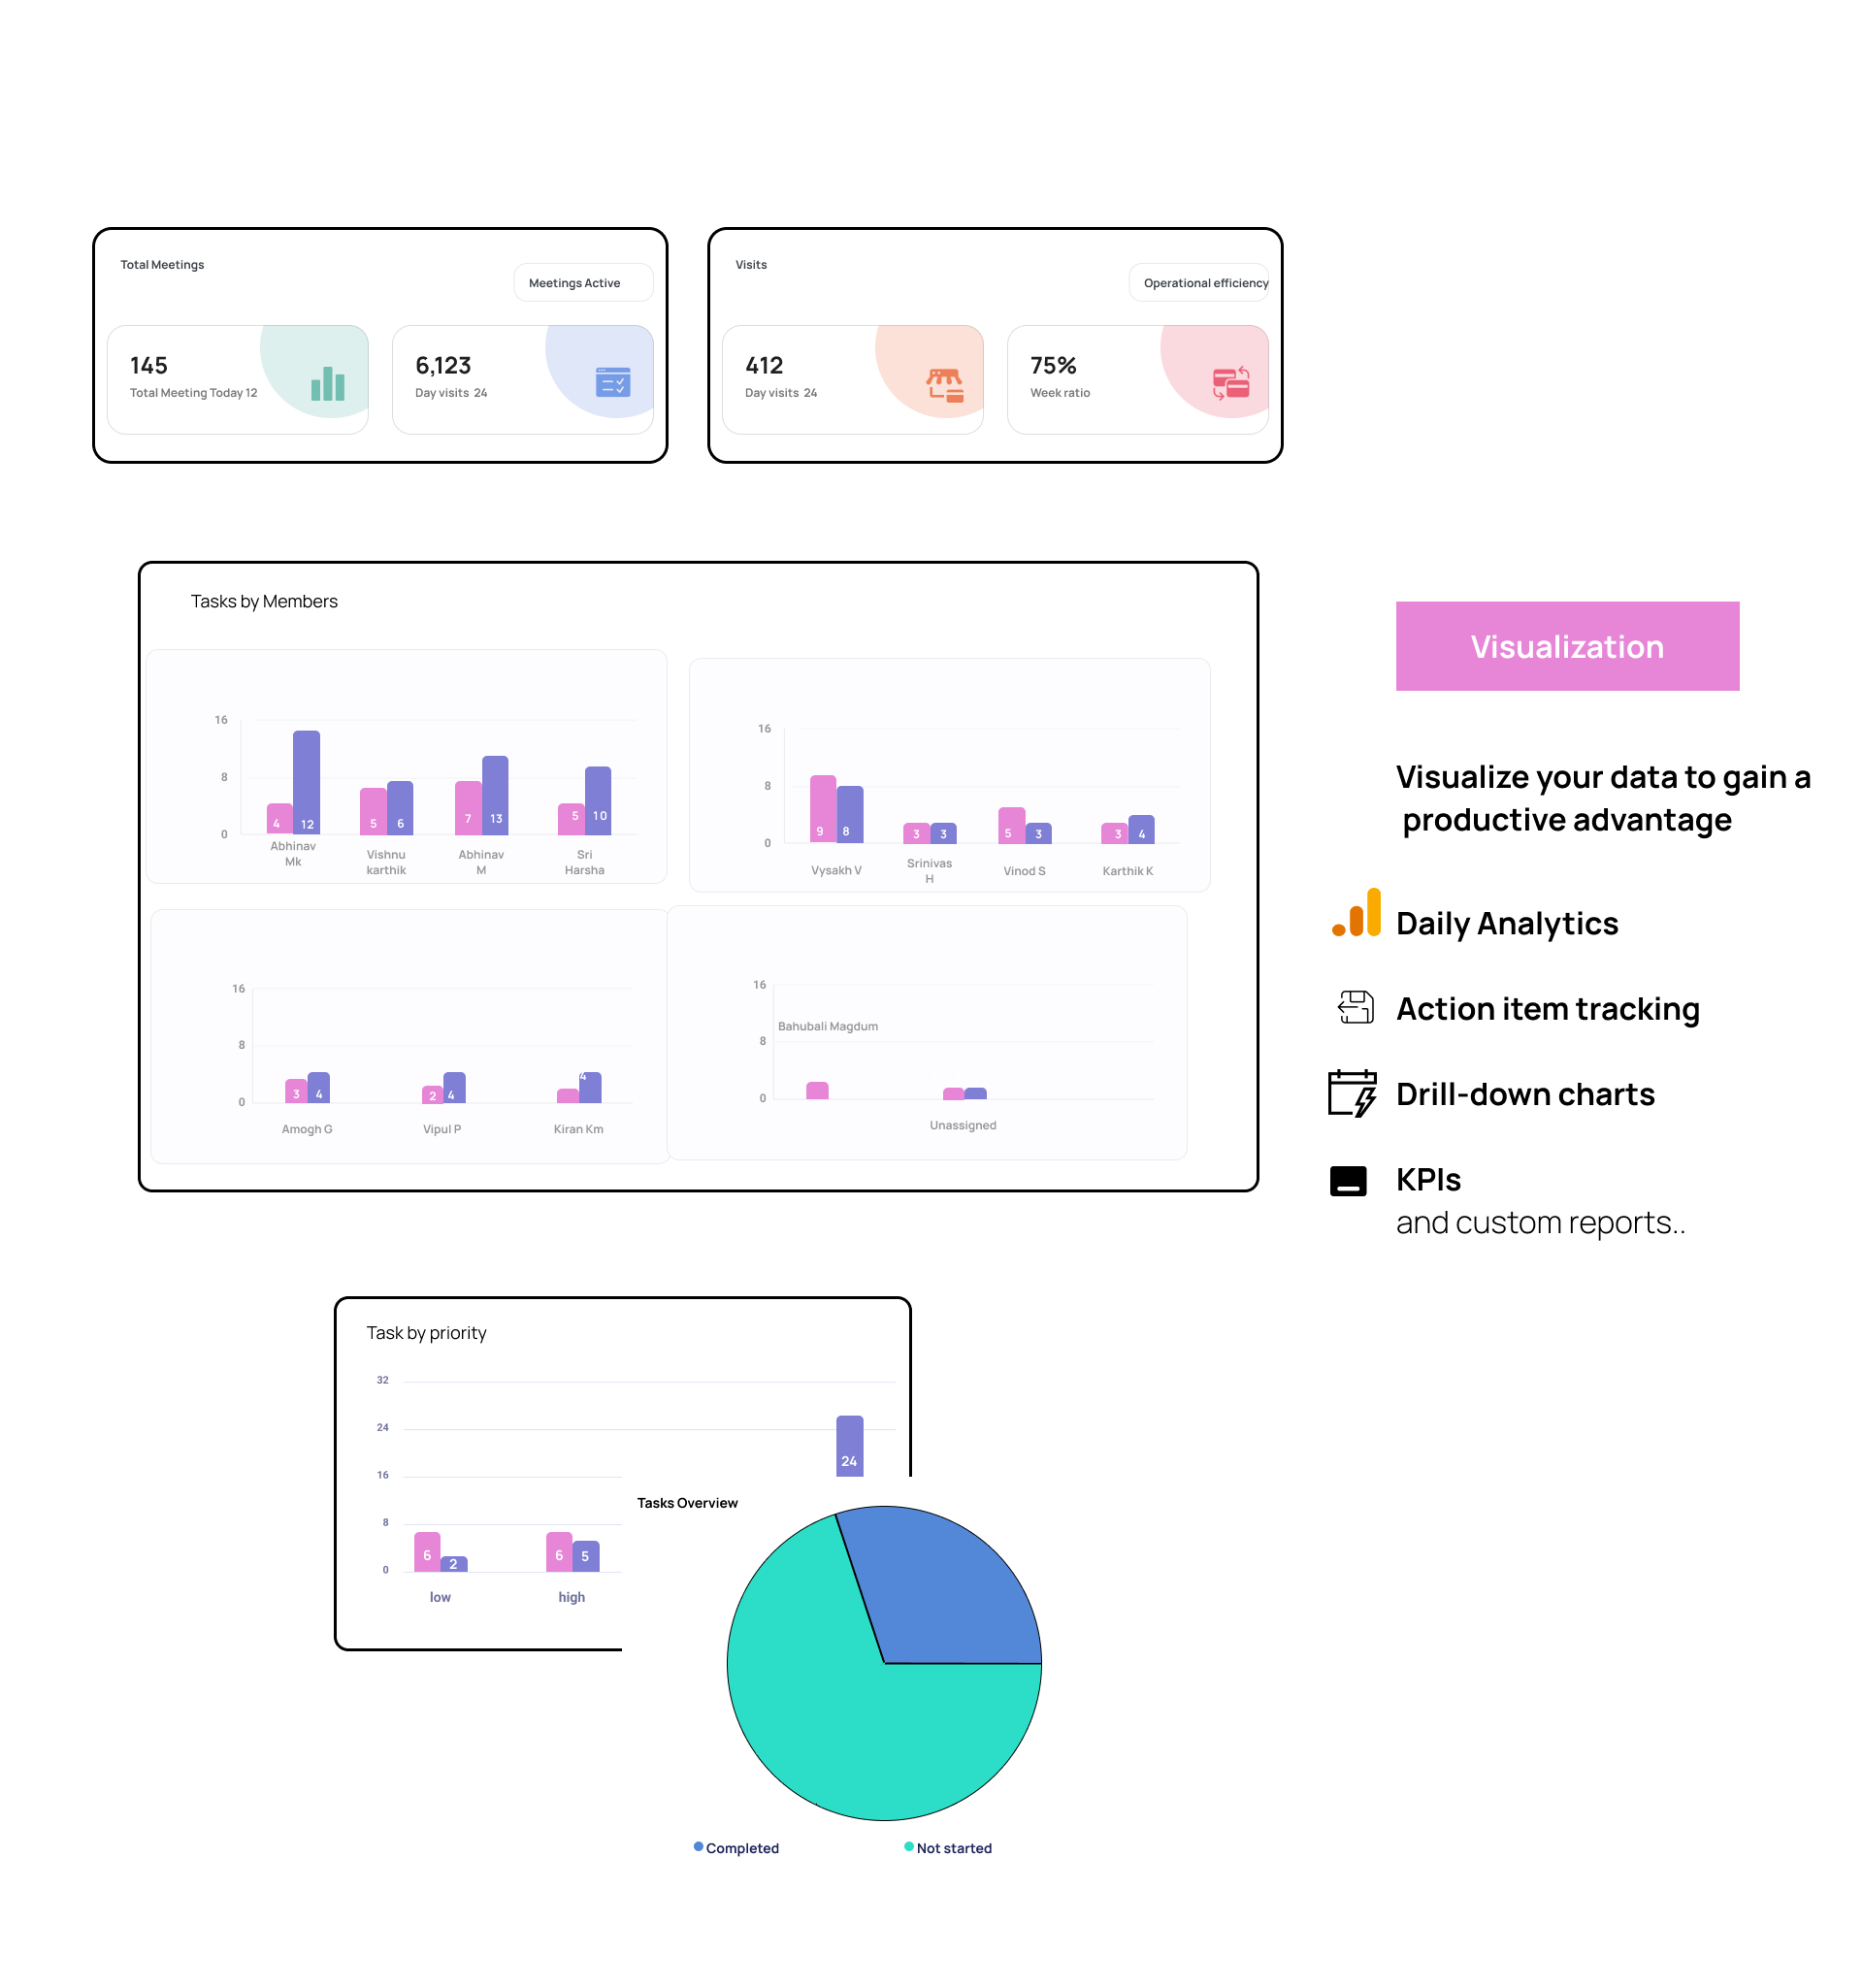 Total Meetings
Meetings Active
145
Total Meeting Today 12
6,123
Day visits 24
Visits
Operational efficiency
412
Day visits 24
75%
Week ratio
Tasks by Members
16
8
0
4 12
5 6
7 13
5 10
Abhinav
Mk
Vishnu
karthik
Abhinav
M
Sri
Harsha
16
8
0
9 8
3 3
5 3
3 4
Vysakh V
Srinivas
H
Vinod S
Karthik K
16
8
0
3 4
2 4
4
Amogh G
Vipul P
Kiran Km
16
Bahubali Magdum
8
0
Unassigned
Visualization
Visualize your data to gain a
productive advantage
Daily Analytics
Action item tracking
Drill-down charts
KPIs
and custom reports..
Task by priority
32
24
16
8
0
24
6 2
6 5
low
high
Tasks Overview
Completed
Not started